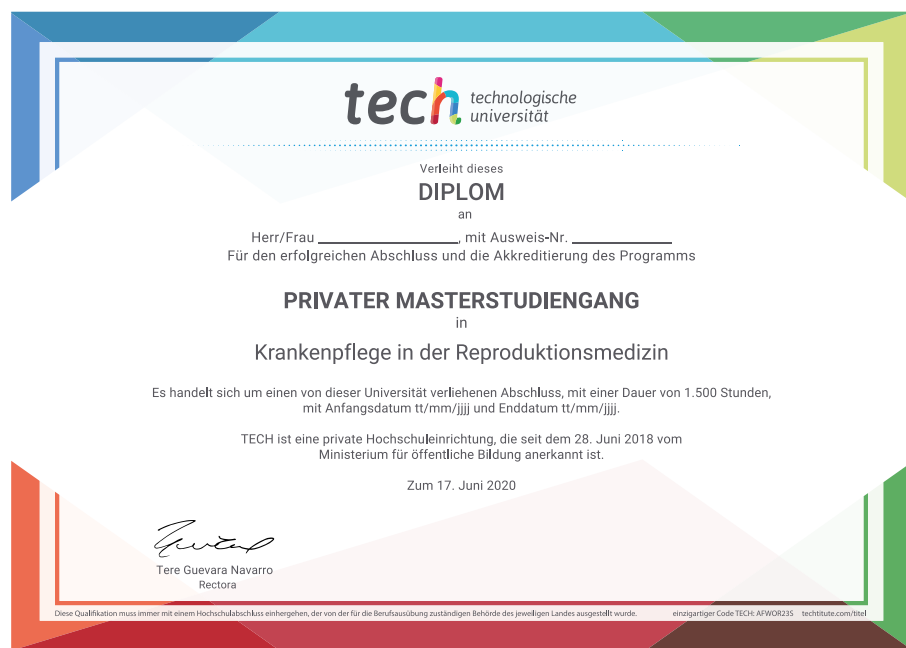 tech technologische
universität
Verleiht dieses
DIPLOM
an
Herr/Frau ____________________, mit Ausweis-Nr. ______________
Für den erfolgreichen Abschluss und die Akkreditierung des Programms
PRIVATER MASTERSTUDIENGANG
in
Krankenpflege in der Reproduktionsmedizin
Es handelt sich um einen von dieser Universität verliehenen Abschluss, mit einer Dauer von 1.500 Stunden,
mit Anfangsdatum tt/mm/jjjj und Enddatum tt/mm/jjjj.
TECH ist eine private Hochschuleinrichtung, die seit dem 28. Juni 2018 vom
Ministerium für öffentliche Bildung anerkannt ist.
Zum 17. Juni 2020
Tere Guevara Navarro
Rectora
Diese Qualifikation muss immer mit einem Hochschulabschluss einhergehen, der von der für die Berufsausübung zuständigen Behörde des jeweiligen Landes ausgestellt wurde. einzigartiger Code TECH: AFWOR23S techtitute.com/titel